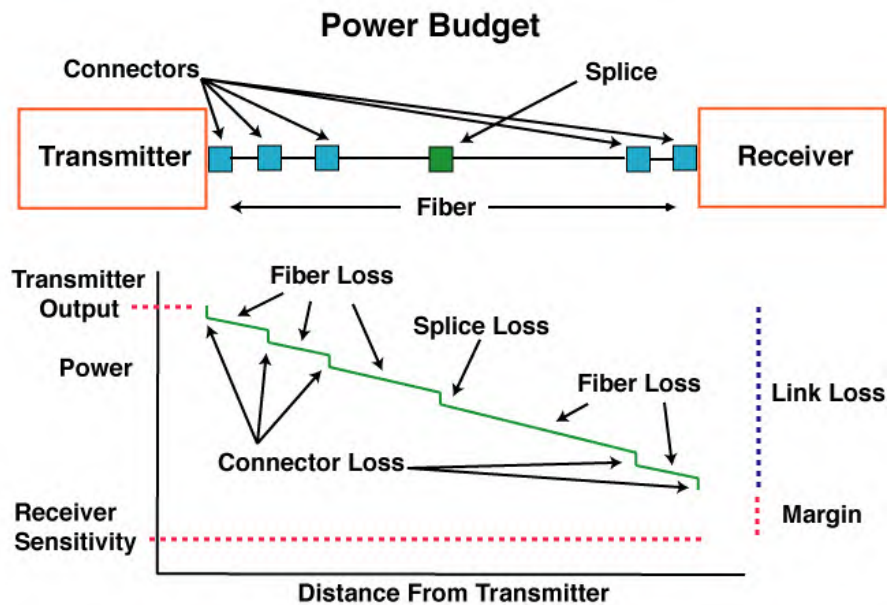 Power Budget
Connectors
Splice
Transmitter
Receiver
Fiber
Transmitter
Output
Fiber Loss
Splice Loss
Power
Fiber Loss
Link Loss
Connector Loss
Receiver
Sensitivity
Margin
Distance From Transmitter